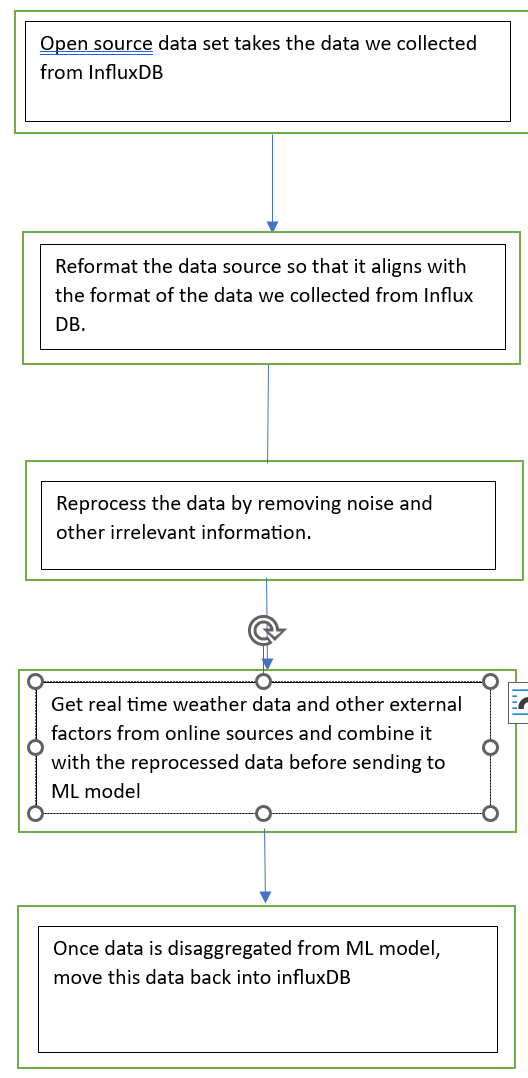 Open source data set takes the data we collected
from InfluxDB
Reformat the data source so that it aligns with
the format of the data we collected from Influx
DB.
Reprocess the data by removing noise and
other irrelevant information.
Get real time weather data and other external
factors from online sources and combine it
with the reprocessed data before sending to
ML model
Once data is disaggregated from ML model,
move this data back into influxDB